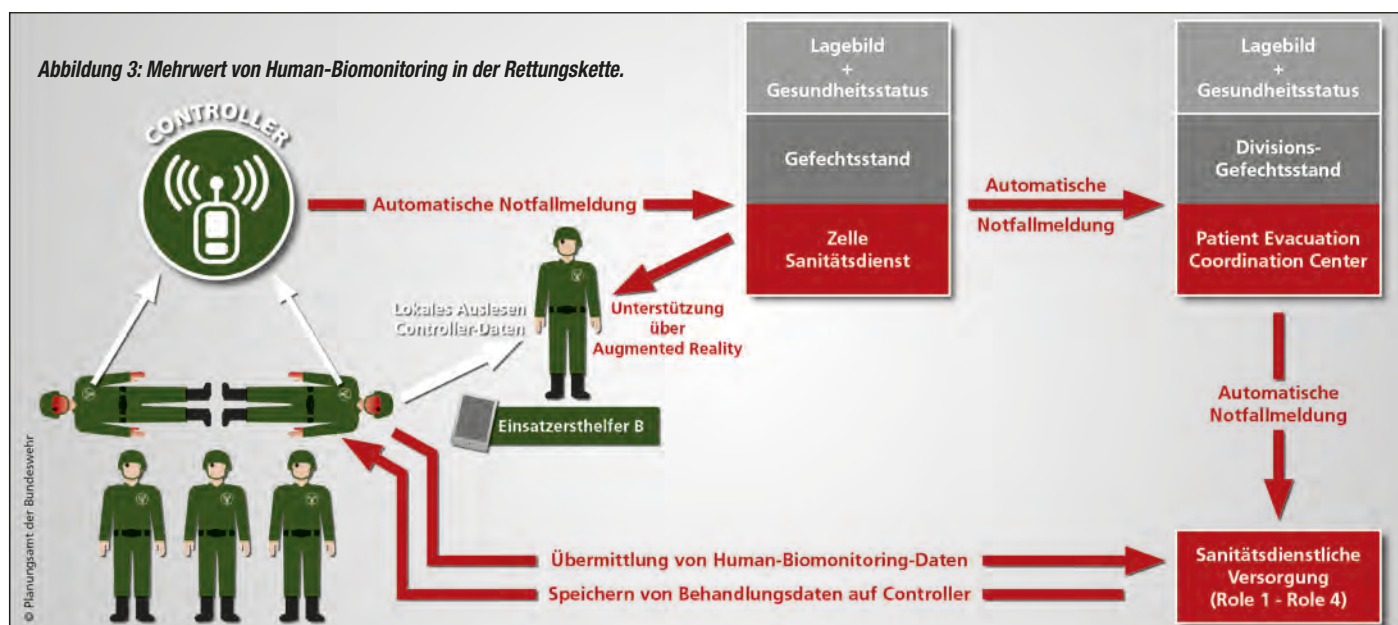 Abbildung 3: Mehrwert von Human-Biomonitoring in der Rettungskette.
CONTROLLER
Automatische Notfallmeldung
Lagebild
+
Gesundheitsstatus
Gefechtsstand
Zelle
Sanitätsdienst
Automatische
Notfallmeldung
Lagebild
+
Gesundheitsstatus
Divisions-
Gefechtsstand
Patient Evacuation
Coordination Center
Lokales Auslesen
Controller-Daten
Unterstützung
über
Augmented Reality
Einsatzersthelfer B
Automatische
Notfallmeldung
Übermittlung von Human-Biomonitoring-Daten
Speichern von Behandlungsdaten auf Controller
Sanitätsdienstliche
Versorgung
(Role 1 - Role 4)
© Planungsamt der Bundeswehr